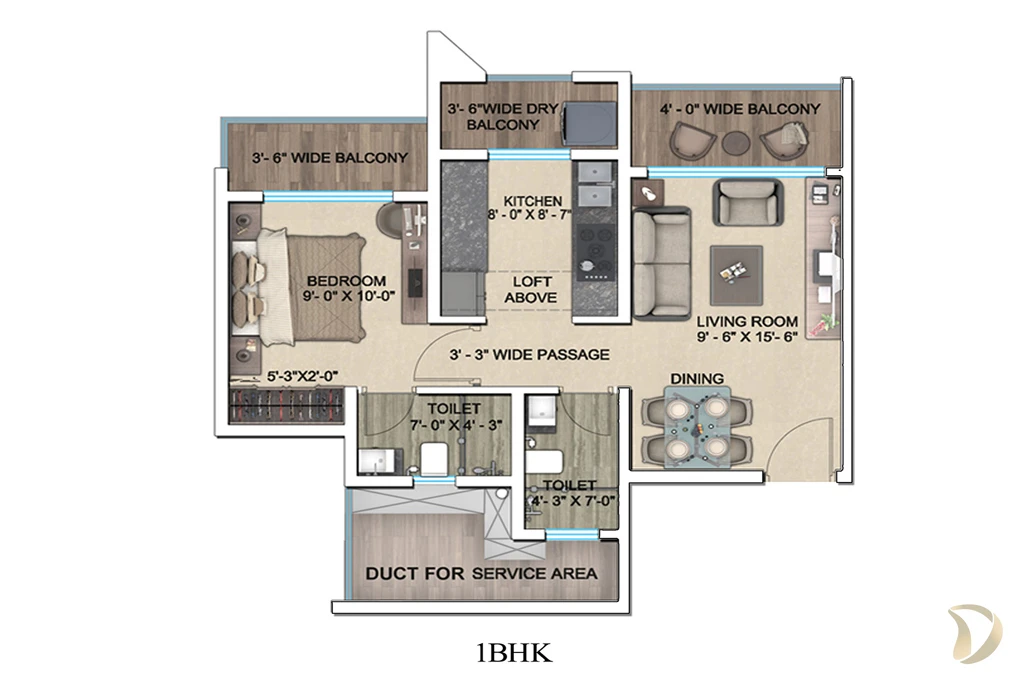 3'- 6"WIDE DRY
BALCONY
4'- 0" WIDE BALCONY
3'- 6" WIDE BALCONY
KITCHEN
8'- 0" X 8'- 7"
BEDROOM
9'- 0" X 10'-0"
LOFT
ABOVE
LIVING ROOM
9'- 6" X 15'- 6"
3'- 3" WIDE PASSAGE
5'-3"X2'-0"
DINING
TOILET
7'- 0" X 4'- 3"
TOILET
4'- 3" X 7'-0"
DUCT FOR SERVICE AREA
1BHK